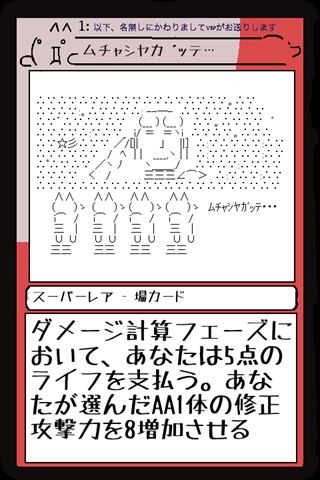 1: 以下、名無しにかわりましてVIPがお送りします
ムチャシヤガッテ…
ムチャシヤガッテ・・・
スーパーレア - 場カード
ダメージ計算フェーズに
おいて、あなたは5点の
ライフを支払う。あな
たが選んだAA1体の修正
攻撃力を8増加させる